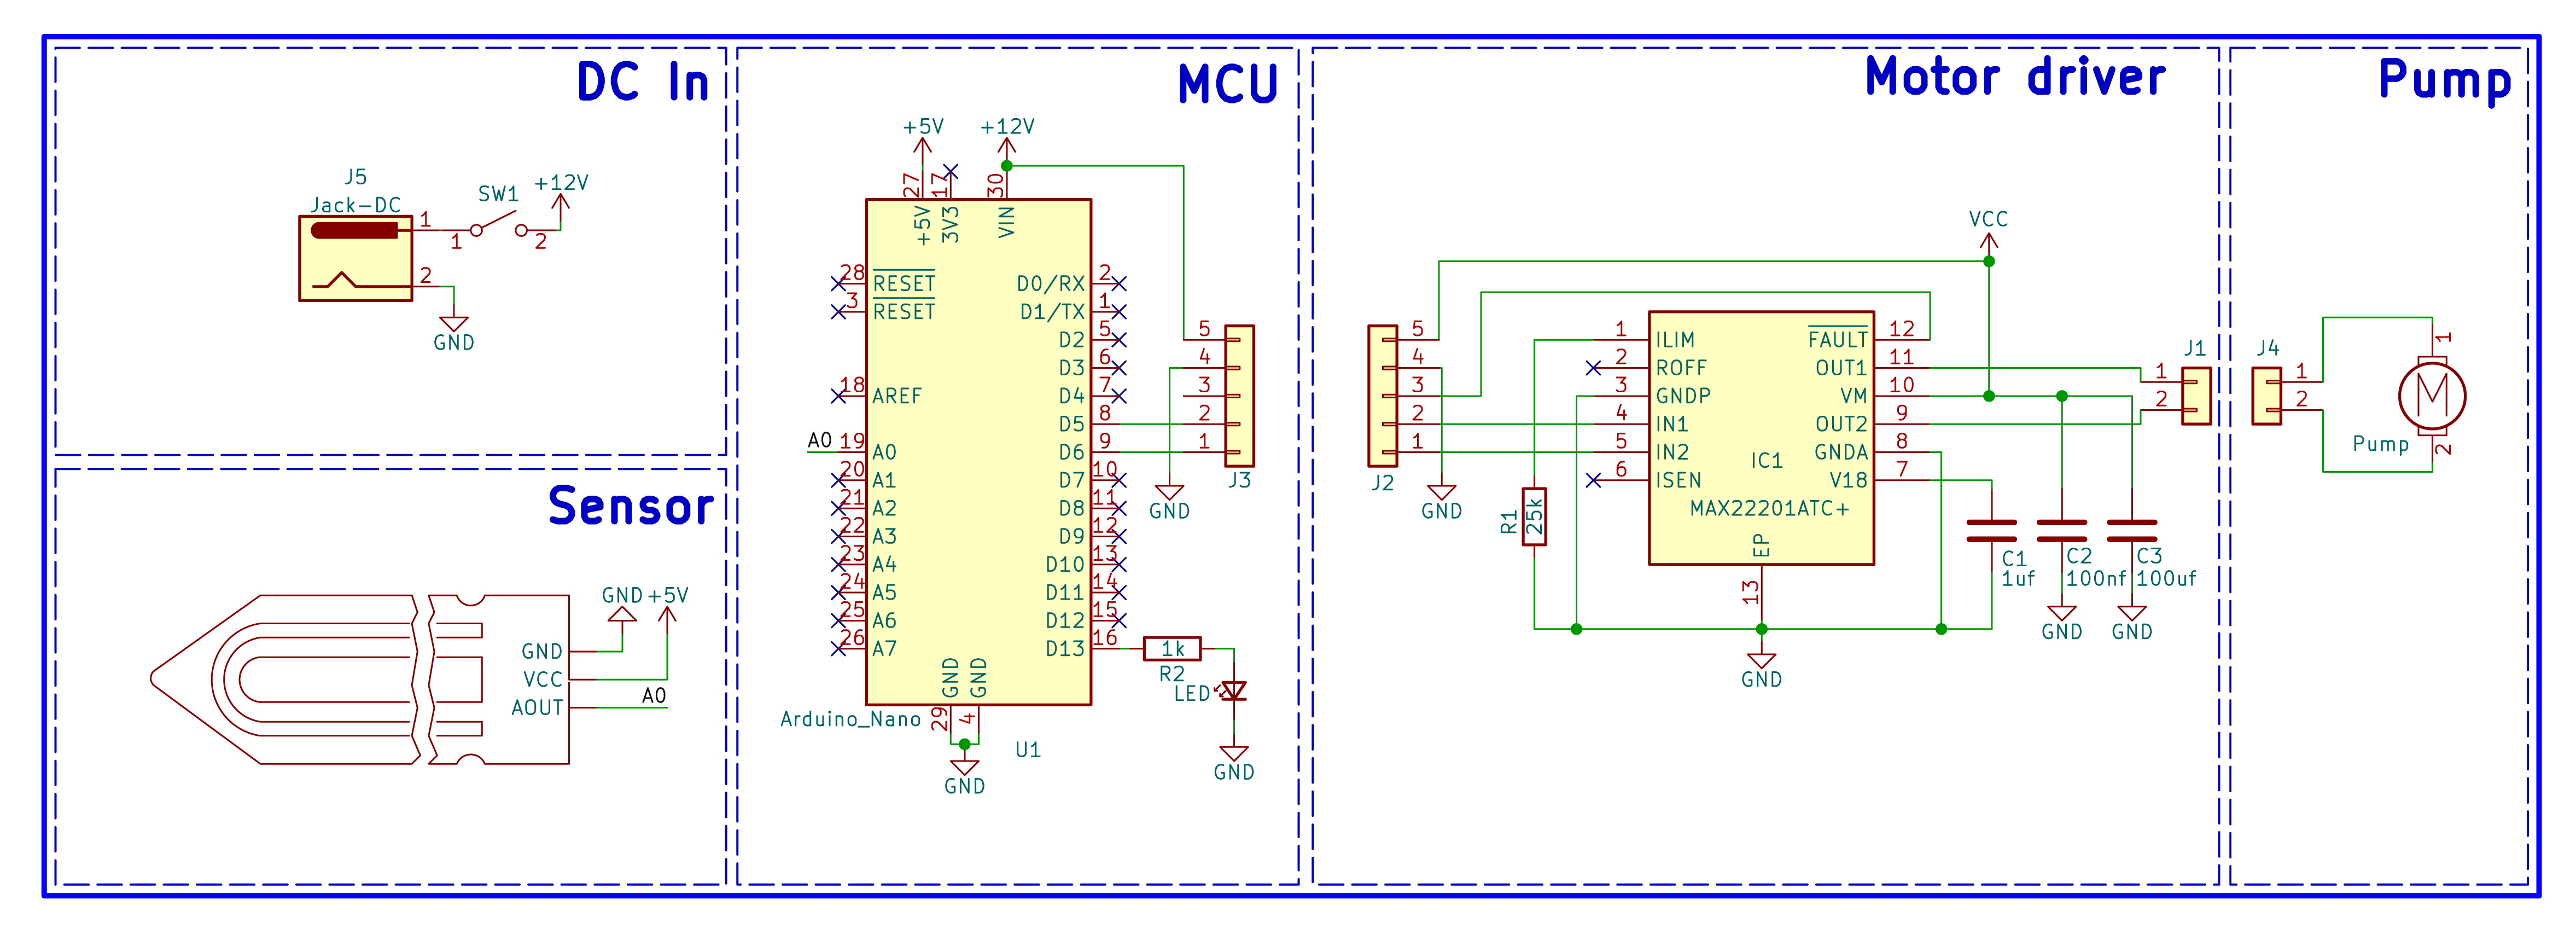 DC In
J5
Jack-DC
1
2
SW1
1
2
+12V
GND
Sensor
GND
+5V
GND
VCC
AOUT
A0
MCU
+5V
+12V
27
17
30
+5V
3V3
VIN
28
RESET
3
RESET
18
AREF
A0
19
A0
20
A1
21
A2
22
A3
23
A4
24
A5
25
A6
26
A7
D0/RX
2
D1/TX
1
D2
5
D3
6
D4
7
D5
8
D6
9
D7
10
D8
11
D9
12
D10
13
D11
14
D12
15
D13
16
GND
GND
29
4
GND
Arduino_Nano
U1
1k
R2
LED
GND
5
4
3
2
1
J3
GND
Motor driver
VCC
5
4
3
2
1
J2
GND
R1
25k
1
ILIM
2
ROFF
3
GNDP
4
IN1
5
IN2
6
ISEN
FAULT
12
OUT1
11
VM
10
OUT2
9
GNDA
8
V18
7
IC1
MAX22201ATC+
EP
13
GND
C1
1uf
C2
100nf
C3
100uf
GND
GND
J1
1
2
Pump
J4
1
2
1
M
2
Pump